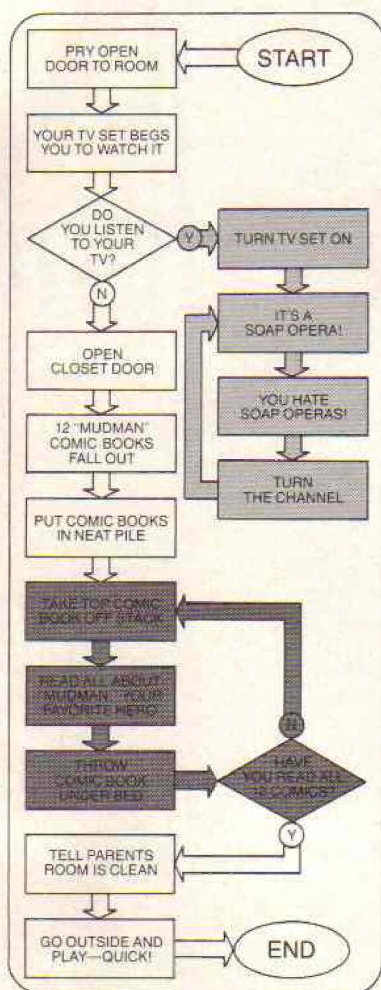 START
PRY OPEN
DOOR TO ROOM
YOUR TV SET BEGS
YOU TO WATCH IT
DO
YOU LISTEN
TO YOUR
TV?
Y
TURN TV SET ON
IT'S A
SOAP OPERA!
YOU HATE
SOAP OPERAS!
TURN
THE CHANNEL
N
OPEN
CLOSET DOOR
12 "MUDMAN"
COMIC BOOKS
FALL OUT
PUT COMIC BOOKS
IN NEAT PILE
TAKE TOP COMIC
BOOK OFF STACK
READ ALL ABOUT
MUDMAN, YOUR
FAVORITE HERO
THROW
COMIC BOOK
UNDER BED
HAVE
YOU READ ALL
12 COMICS?
N
Y
TELL PARENTS
ROOM IS CLEAN
GO OUTSIDE AND
PLAY—QUICK!
END